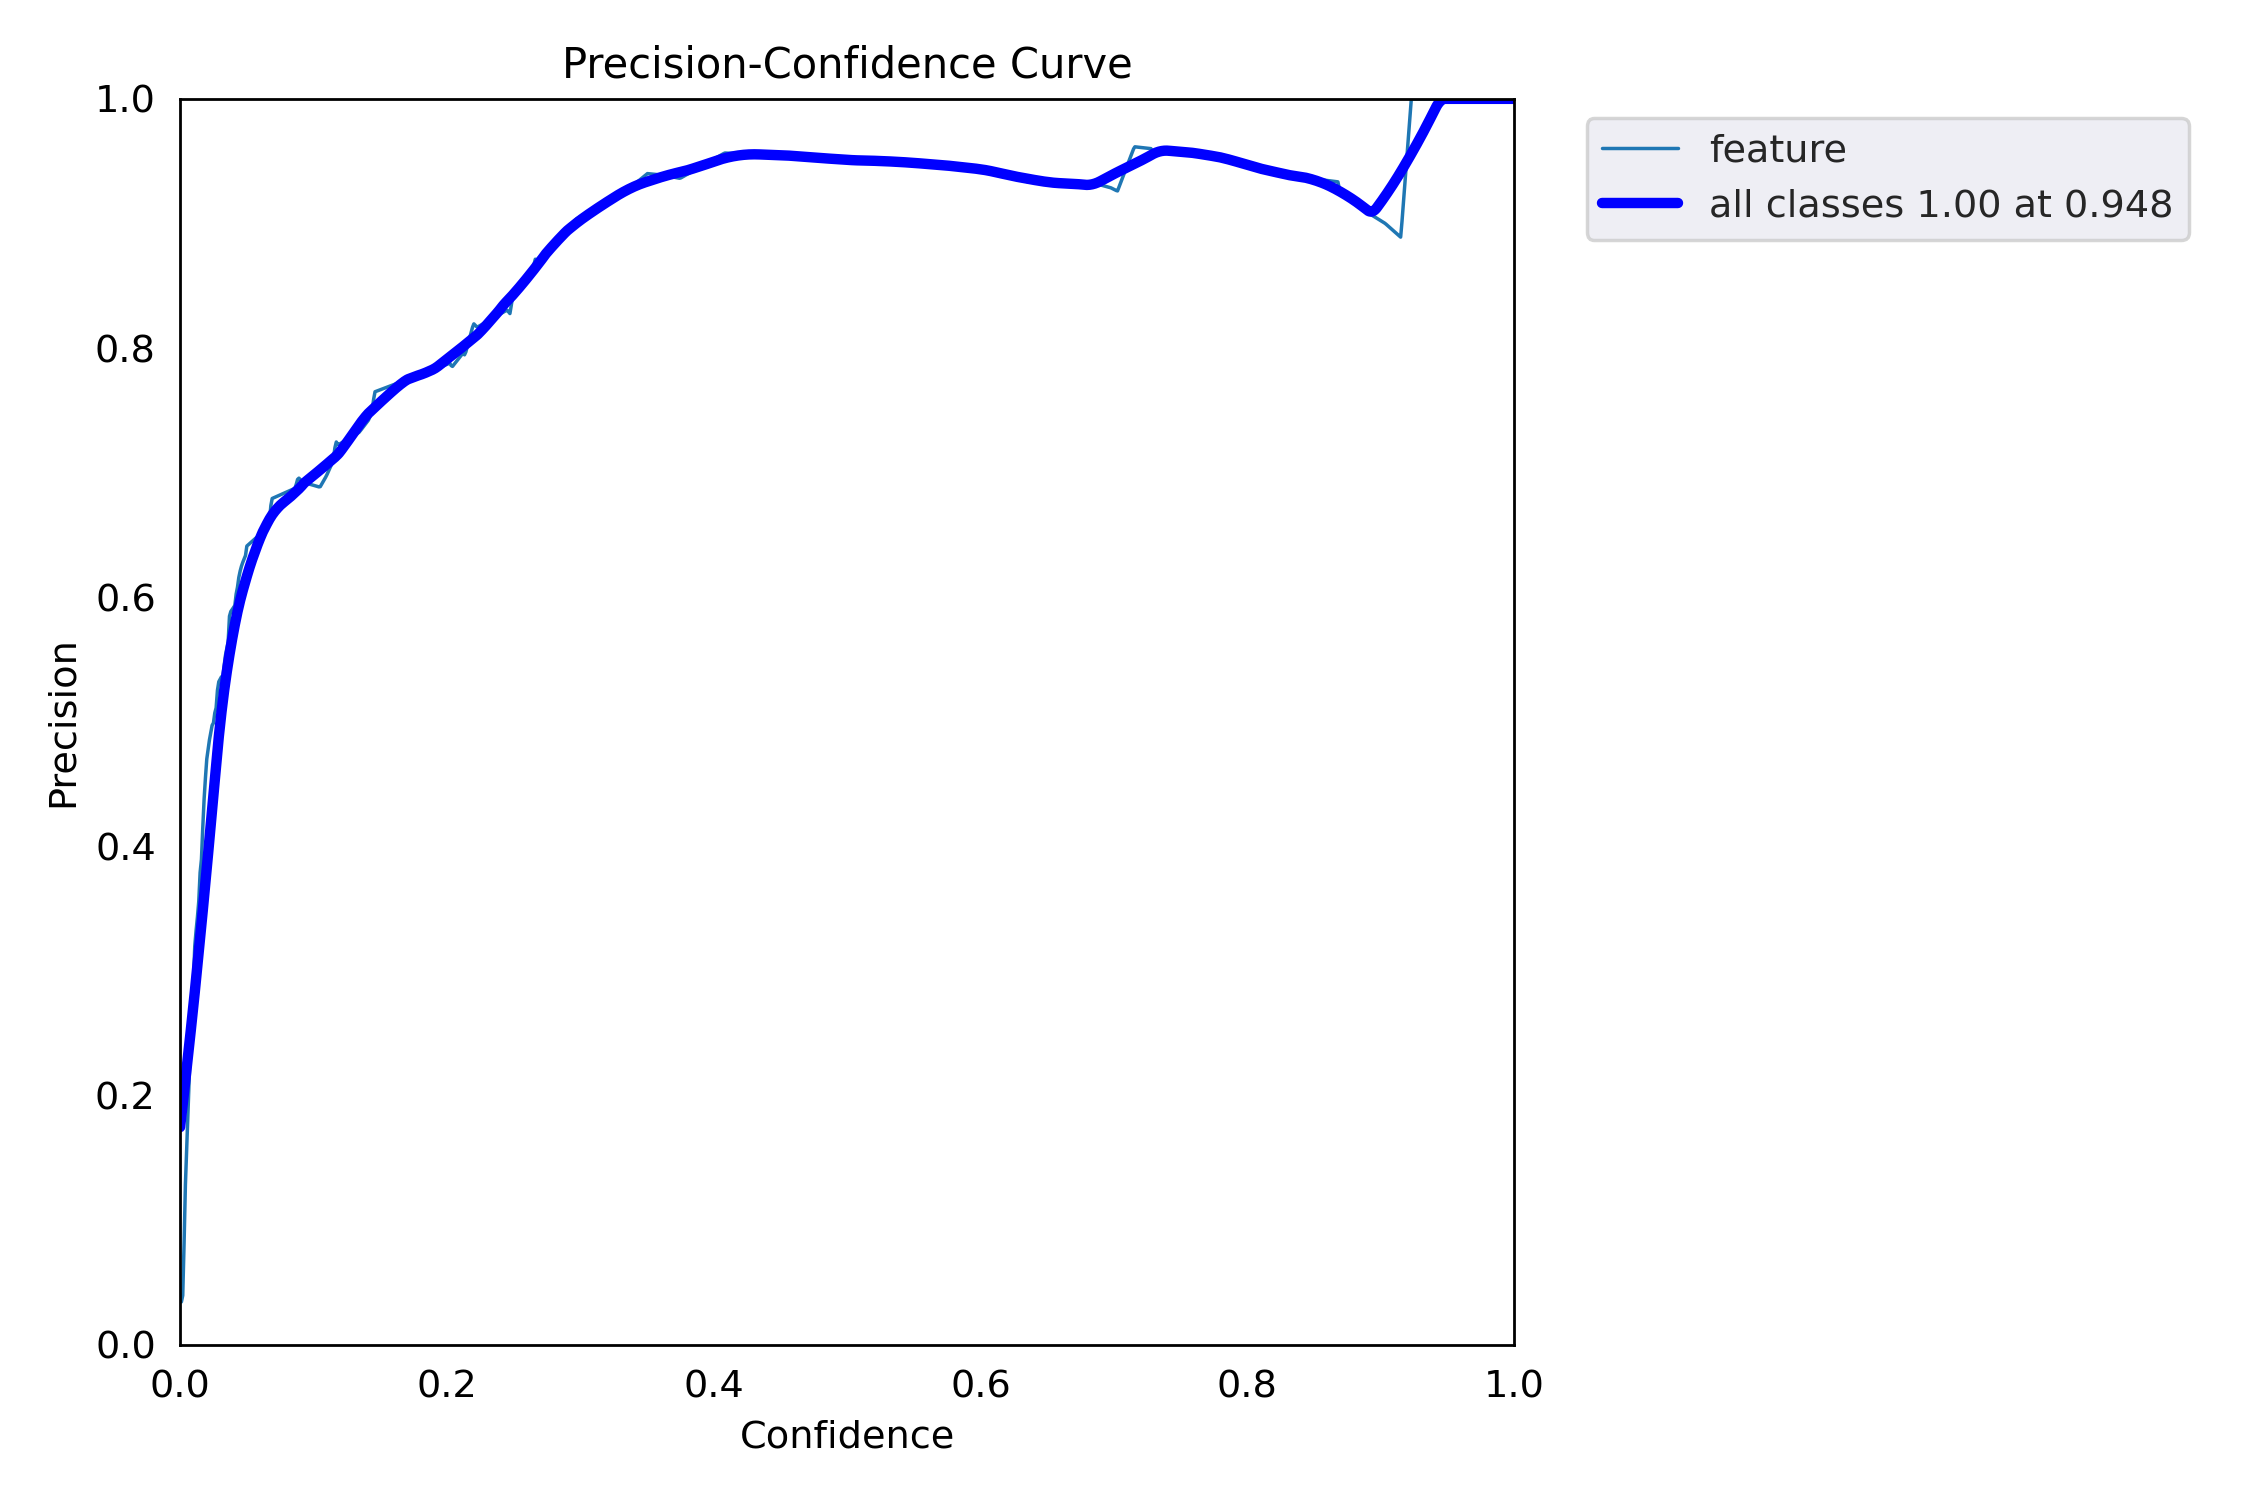 Precision-Confidence Curve
1.0
0.8
0.6
0.4
0.2
0.0
Precision
0.0 0.2 0.4 0.6 0.8 1.0
Confidence
feature
all classes 1.00 at 0.948